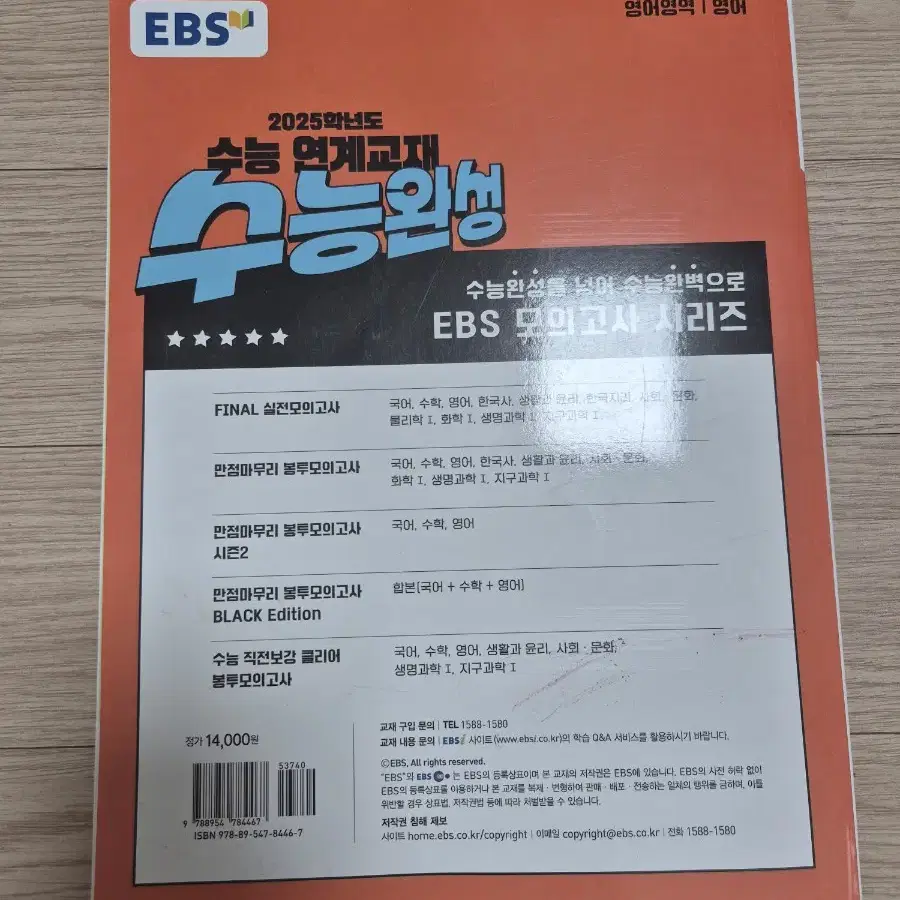 EBS
영어영역 | 영어
2025학년도
수능 연계교재
수능완성
수능완성을 넘어 수능완벽으로
EBS 모의고사 시리즈
FINAL 실전모의고사
국어, 수학, 영어, 한국사, 생활과 윤리, 한국지리, 사회·문화,
물리학 I, 화학 I, 생명과학 I, 지구과학 I
만점마무리 봉투모의고사
국어, 수학, 영어, 한국사, 생활과 윤리, 사회·문화,
화학 I, 생명과학 I, 지구과학 I
만점마무리 봉투모의고사
시즌2
국어, 수학, 영어
만점마무리 봉투모의고사
BLACK Edition
합본(국어 + 수학 + 영어)
수능 직전보강 클리어
봉투모의고사
국어, 수학, 영어, 생활과 윤리, 사회·문화,
생명과학 I, 지구과학 I
정가 14,000원
53740
9 788954 784467
ISBN 978-89-547-8446-7
교재 구입 문의 | TEL 1588-1580
교재 내용 문의 | EBSi 사이트(www.ebsi.co.kr)의 학습 Q&A 서비스를 활용하시기 바랍니다.
©EBS, All rights reserved.
"EBS"와 EBS 는 EBS의 등록상표이며 본 교재의 저작권은 EBS에 있습니다. EBS의 사전 허락 없이
EBS의 등록상표를 이용하거나 본 교재를 복제·변형하여 판매·배포·전송하는 일체의 행위를 금하며, 이를
위반할 경우 상표법, 저작권법 등에 따라 처벌받을 수 있습니다.
저작권 침해 제보
사이트 home.ebs.co.kr/copyright | 이메일 copyright@ebs.co.kr | 전화 1588-1580